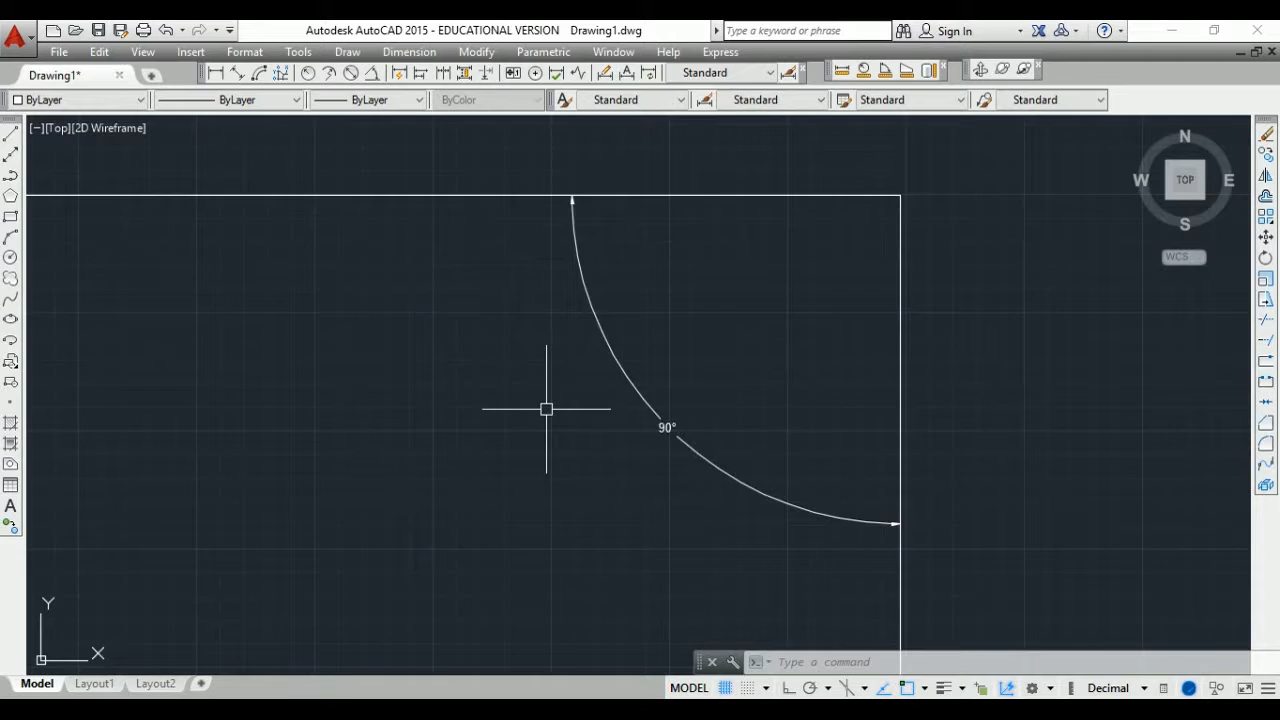 Autodesk AutoCAD 2015 - EDUCATIONAL VERSION Drawing1.dwg
Type a keyword or phrase
Sign In
File Edit View Insert Format Tools Draw Dimension Modify Parametric Window Help Express
Drawing1*
Standard
ByLayer ByLayer ByLayer ByColor Standard Standard Standard Standard
[−][Top][2D Wireframe]
N
W TOP E
S
WCS
90°
Y
X
Type a command
Model Layout1 Layout2
MODEL Decimal